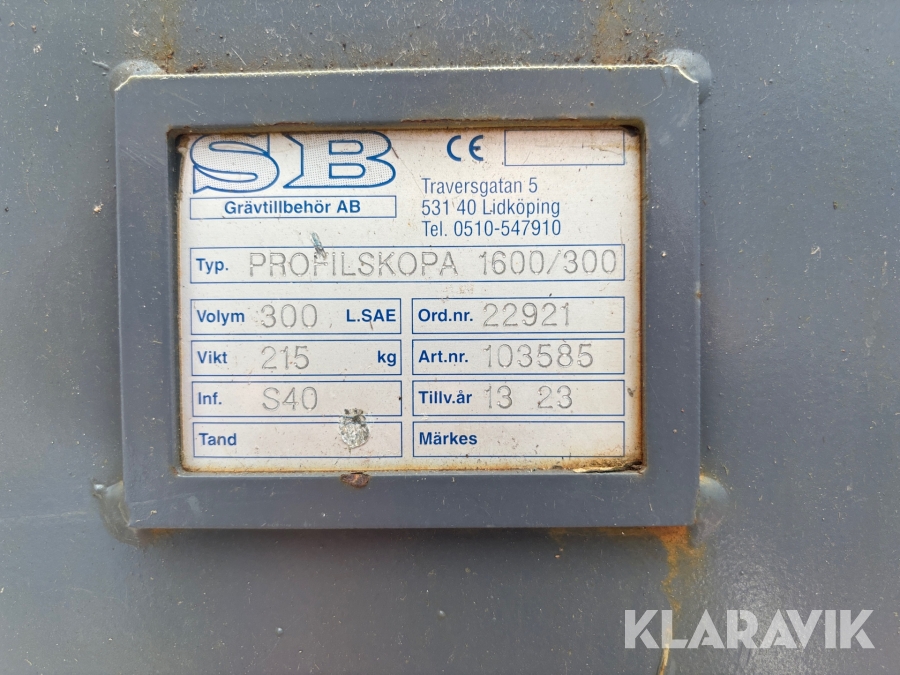 SB
Grävtillbehör AB
CE
Traversgatan 5
531 40 Lidköping
Tel. 0510-547910
Typ. PROFILSKOPA 1600/300
Volym 300 L.SAE
Ord.nr. 22921
Vikt 215 kg
Art.nr. 103585
Inf. S40
Tillv.år 13 23
Tand
Märkes
KLARAVIK